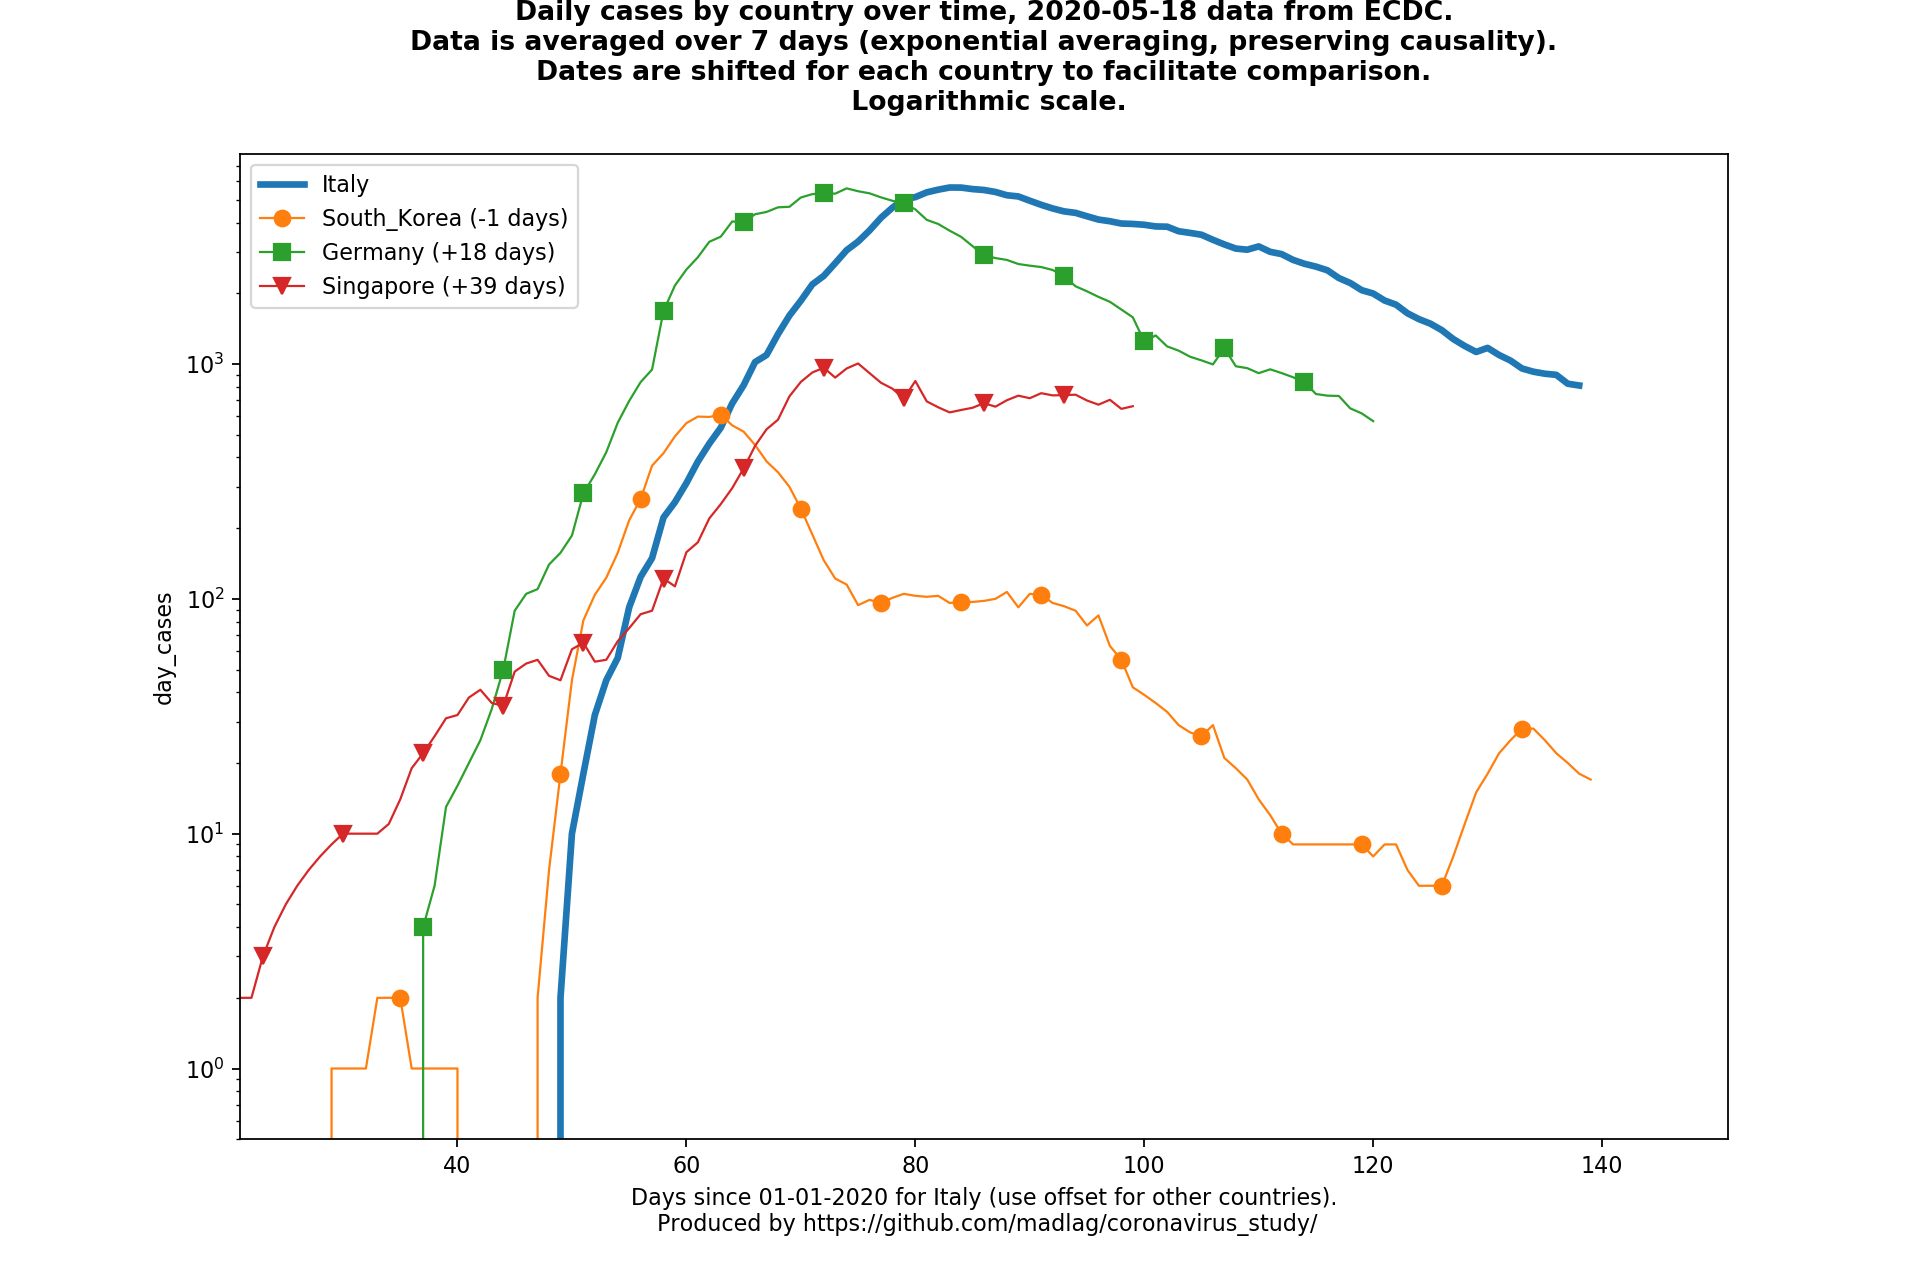 Daily cases by country over time, 2020-05-18 data from ECDC.
Data is averaged over 7 days (exponential averaging, preserving causality).
Dates are shifted for each country to facilitate comparison.
Logarithmic scale.
Italy
South_Korea (-1 days)
Germany (+18 days)
Singapore (+39 days)
10³
10²
10¹
10⁰
day_cases
40 60 80 100 120 140
Days since 01-01-2020 for Italy (use offset for other countries).
Produced by https://github.com/madlag/coronavirus_study/